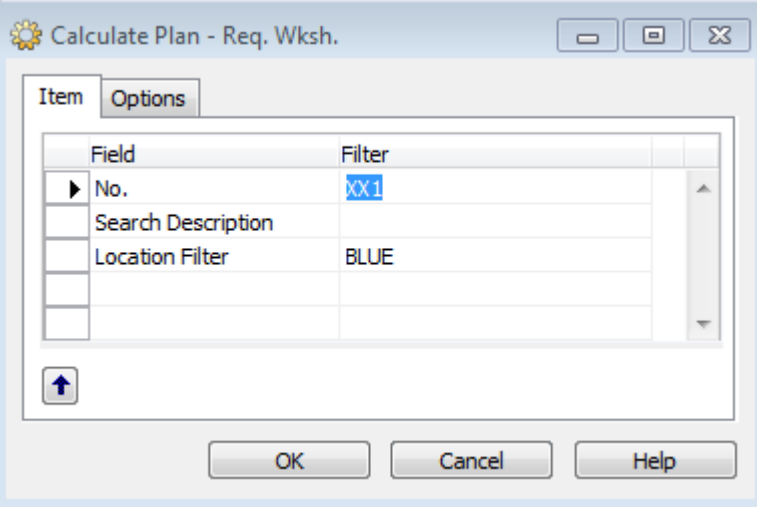 Calculate Plan - Req. Wksh.
Item Options
Field Filter
No. XX1
Search Description
Location Filter BLUE
OK Cancel Help